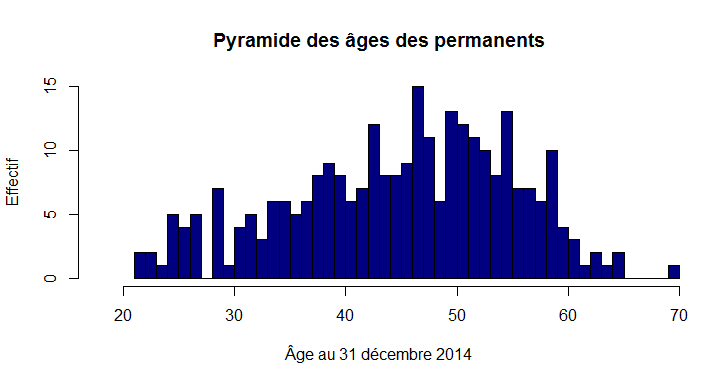 Pyramide des âges des permanents
15
10
5
0
Effectif
20 30 40 50 60 70
Âge au 31 décembre 2014